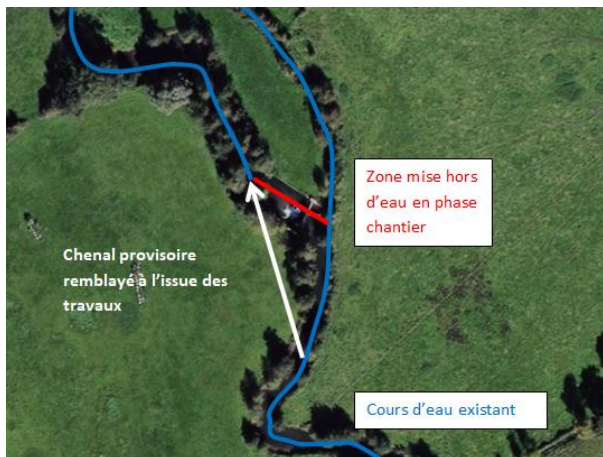 Zone mise hors
d'eau en phase
chantier
Chenal provisoire
remblayé à l'issue des
travaux
Cours d'eau existant